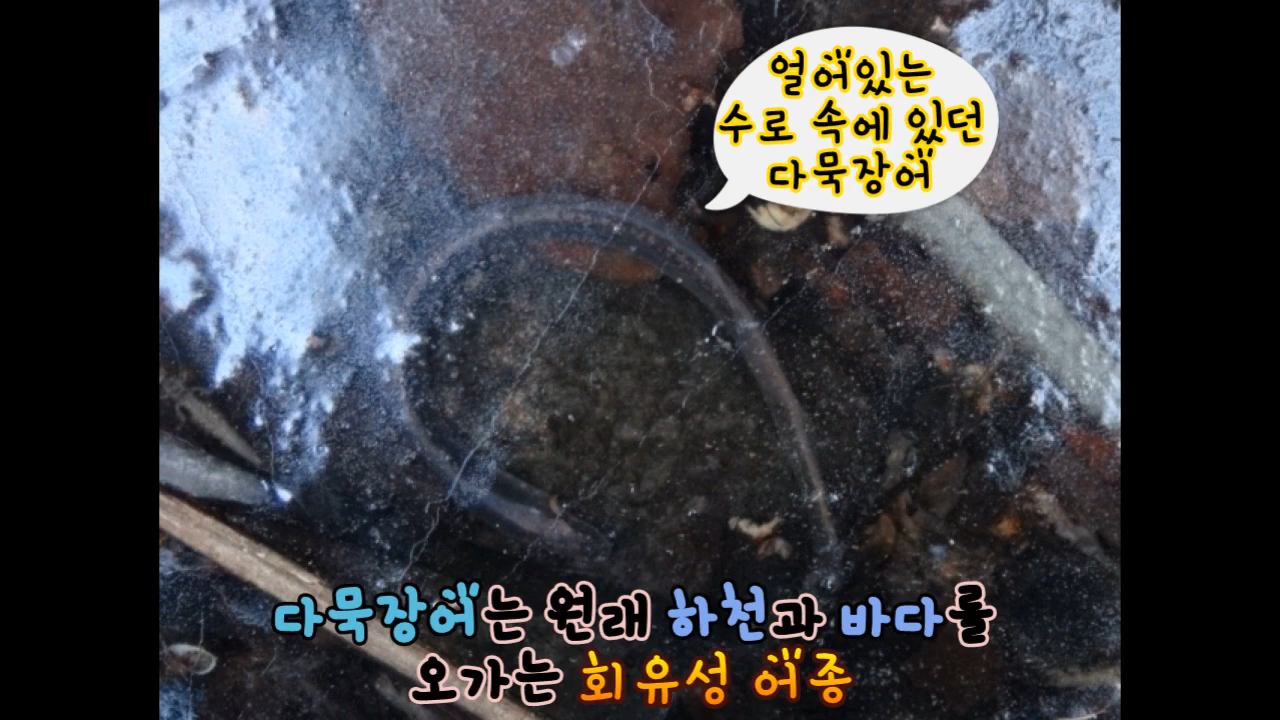 얼어있는
수로 속에 있던
다묵장어
다묵장어는 원래 하천과 바다를
오가는 회유성 어종